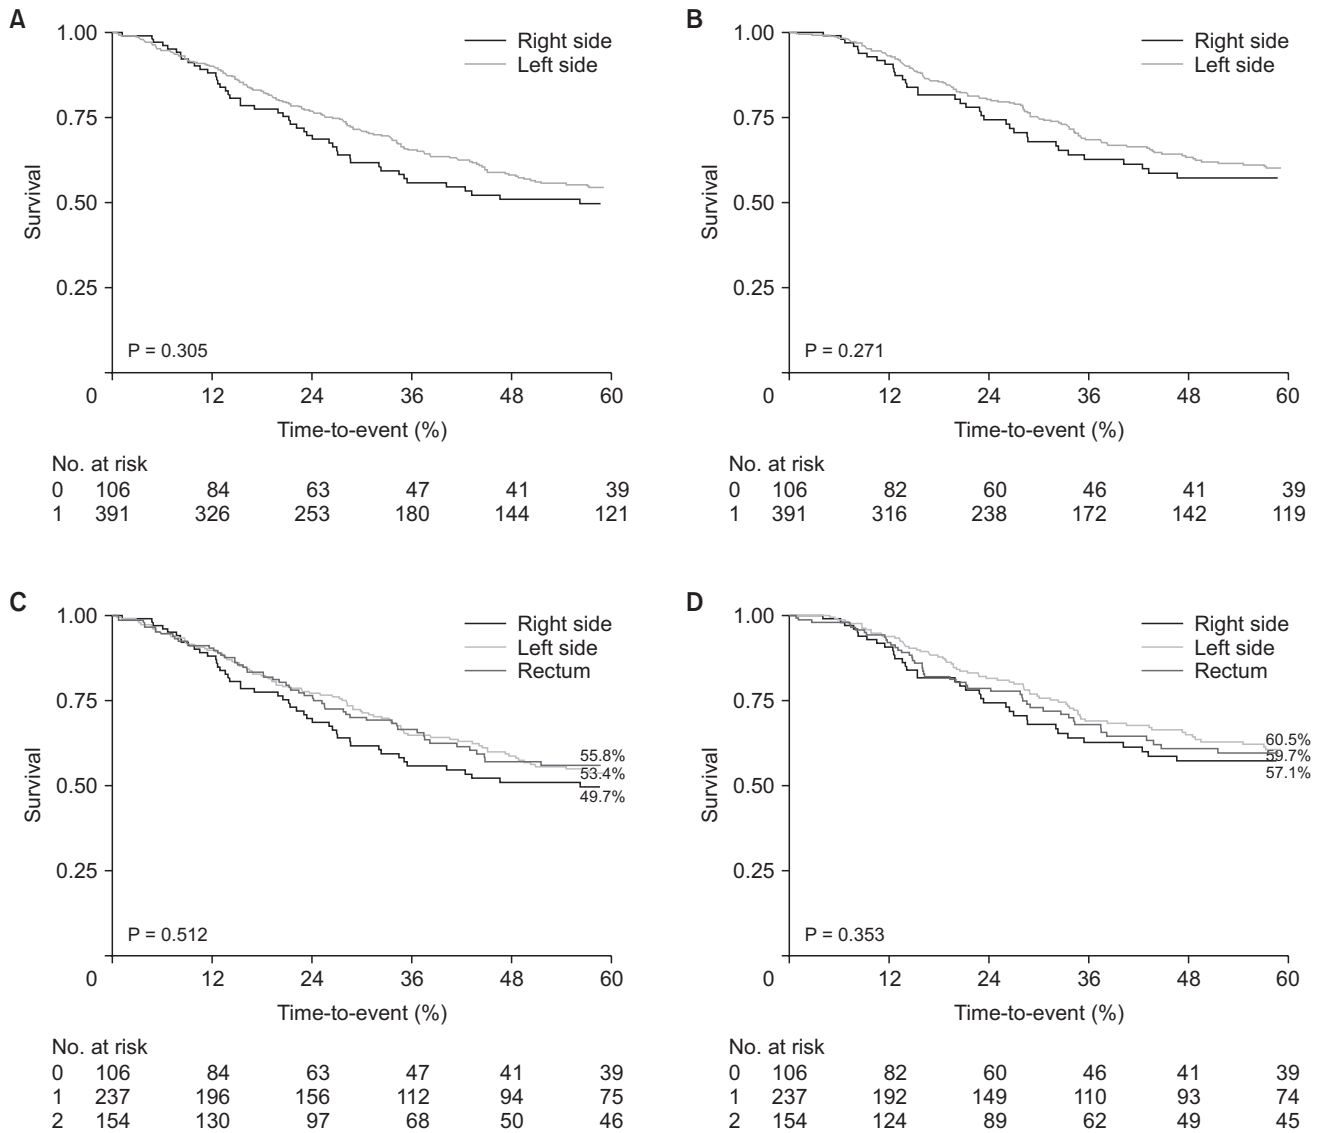 A
1.00
0.75
0.50
0.25
Survival
Right side
Left side
P = 0.305
0 12 24 36 48 60
Time-to-event (%)
No. at risk
0 106 84 63 47 41 39
1 391 326 253 180 144 121
B
1.00
0.75
0.50
0.25
Survival
Right side
Left side
P = 0.271
0 12 24 36 48 60
Time-to-event (%)
No. at risk
0 106 82 60 46 41 39
1 391 316 238 172 142 119
C
1.00
0.75
0.50
0.25
Survival
Right side
Left side
Rectum
55.8%
53.4%
49.7%
P = 0.512
0 12 24 36 48 60
Time-to-event (%)
No. at risk
0 106 84 63 47 41 39
1 237 196 156 112 94 75
2 154 130 97 68 50 46
D
1.00
0.75
0.50
0.25
Survival
Right side
Left side
Rectum
60.5%
59.7%
57.1%
P = 0.353
0 12 24 36 48 60
Time-to-event (%)
No. at risk
0 106 82 60 46 41 39
1 237 192 149 110 93 74
2 154 124 89 62 49 45